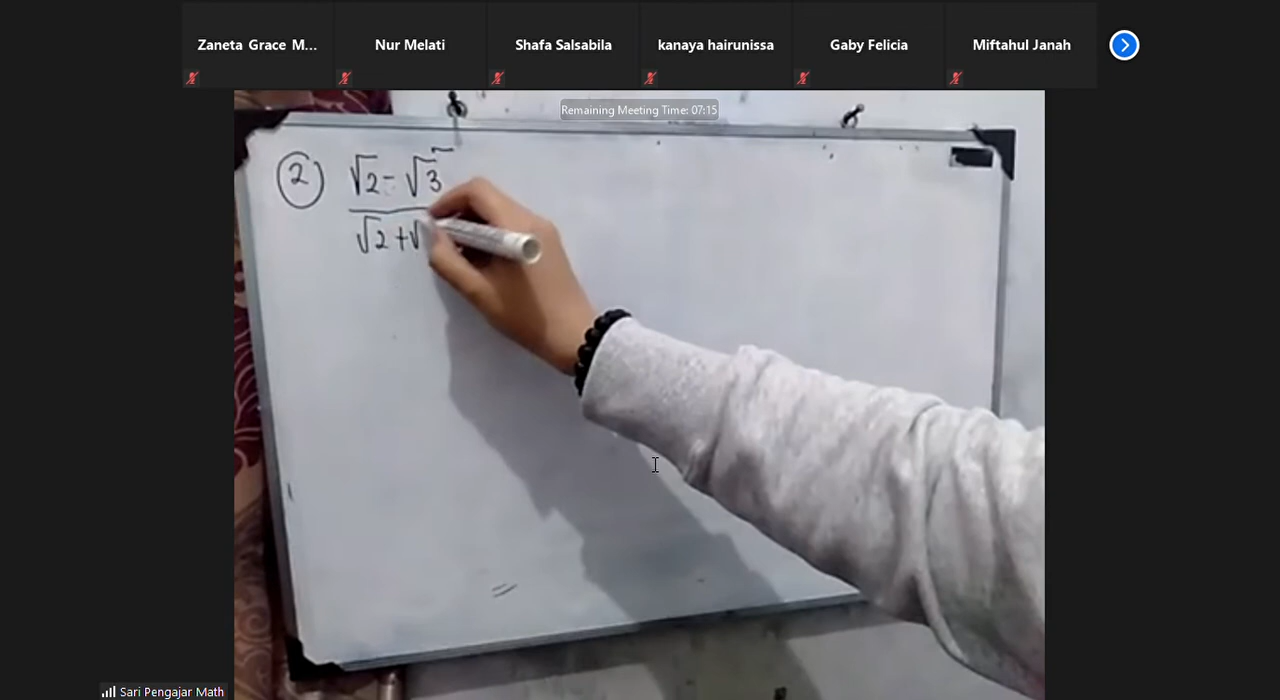 Zaneta Grace M...
Nur Melati
Shafa Salsabila
kanaya hairunissa
Gaby Felicia
Miftahul Janah
Remaining Meeting Time: 07:15
2
√2 - √3
√2 + √
Sari Pengajar Math